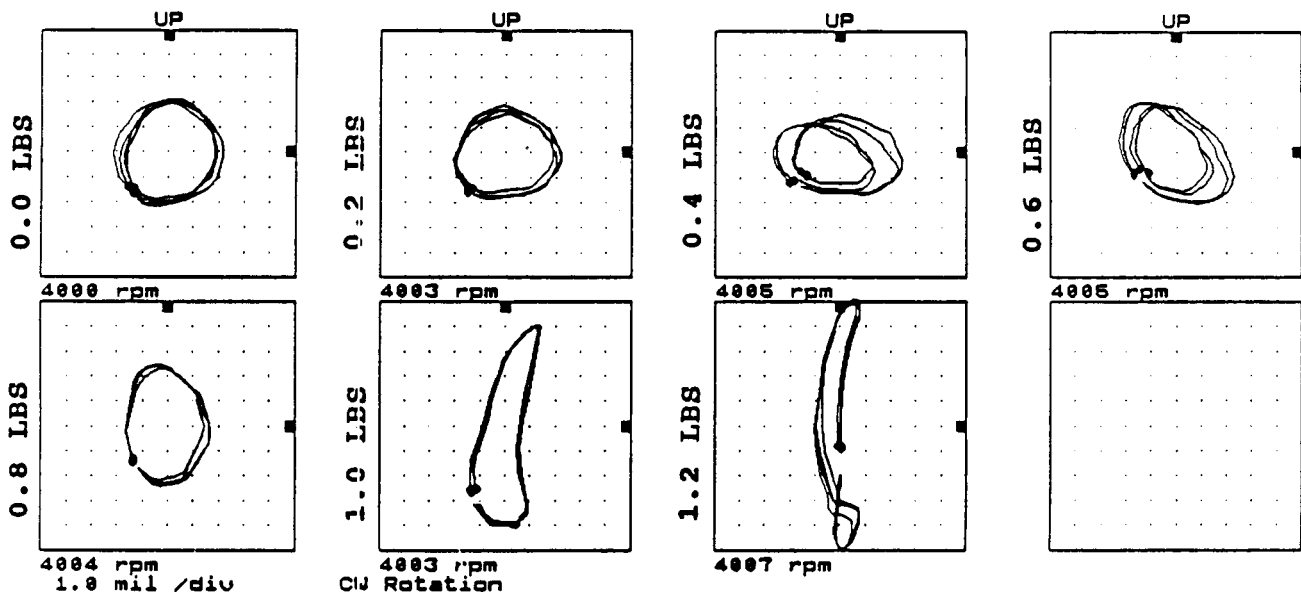 UP UP UP
0.0 LBS 0.2 LBS 0.4 LBS 0.6 LBS
4000 rpm 4003 rpm 4005 rpm 4005 rpm
0.8 LBS 1.0 LBS 1.2 LBS
4004 rpm 4003 rpm 4007 rpm
1.0 mil /div CW Rotation